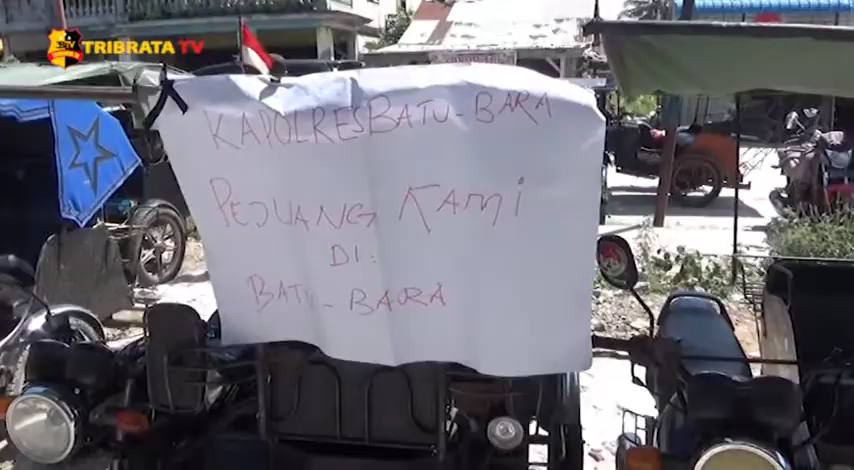 TRIBRATA TV
KAPOLRES BATU-BARA
PEJUANG KAMI
DI:
BATU-BARA